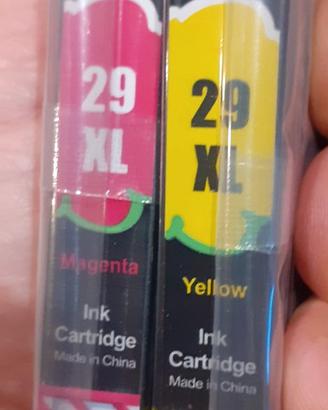 29
XL
Magenta
Ink
Cartridge
Made in China
29
XL
Yellow
Ink
Cartridge
Made in China